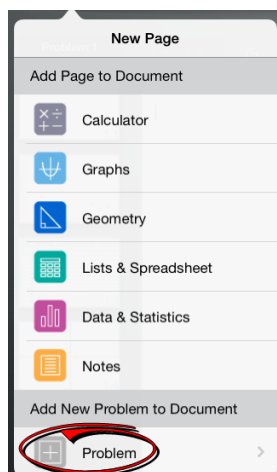 New Page
Add Page to Document
Calculator
Graphs
Geometry
Lists & Spreadsheet
Data & Statistics
Notes
Add New Problem to Document
Problem